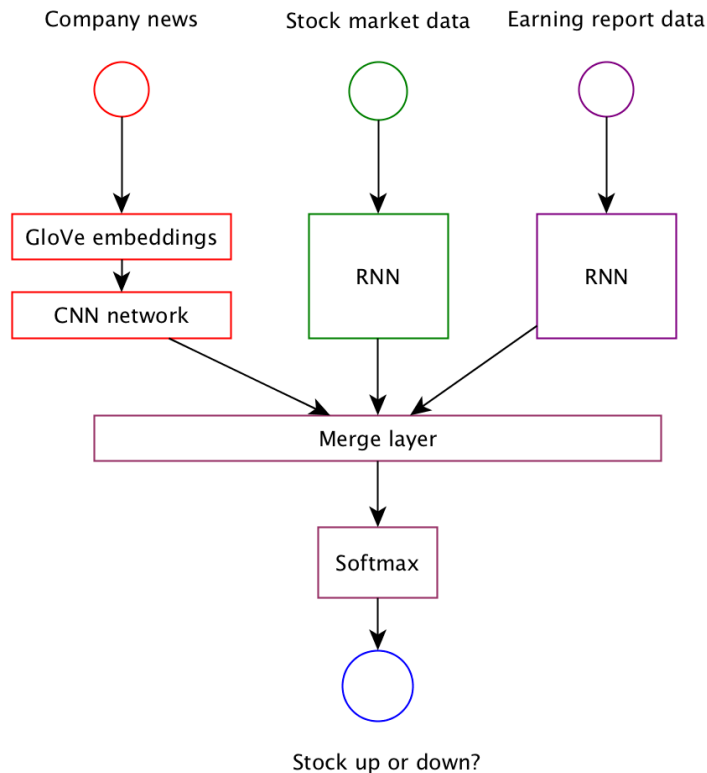 Company news
Stock market data
Earning report data
GloVe embeddings
RNN
RNN
CNN network
Merge layer
Softmax
Stock up or down?